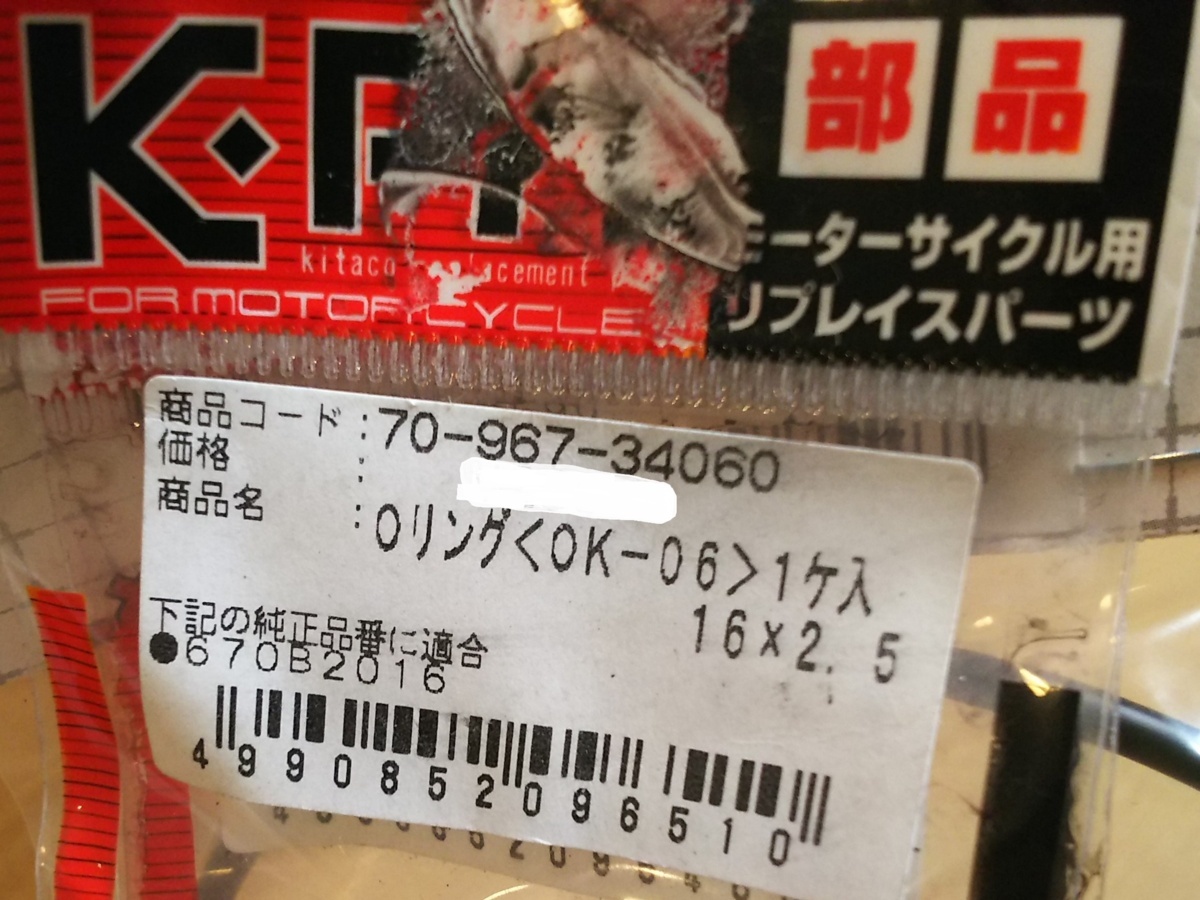 部品
kitaco
FOR MOTORCYCLE
モーターサイクル用
リプレイスパーツ
商品コード:70-967-34060
価格 :
商品名 :Oリング<OK-06>1ケ入
16×2.5
下記の純正品番に適合
●670B2016
4990852096510